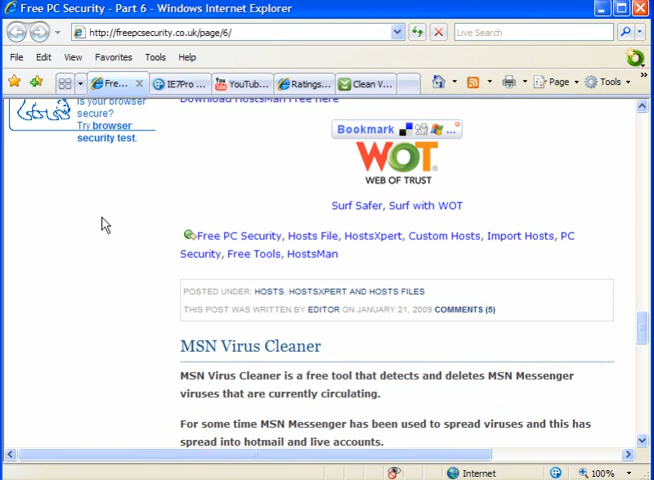 Free PC Security - Part 6 - Windows Internet Explorer
http://freepcsecurity.co.uk/page/6/
Live Search
File Edit View Favorites Tools Help
Fre... IE7Pro ... YouTub... Ratings... Clean V...
Page Tools
Is your browser
secure?
Try browser
security test.
Download HostsMan Free here
Bookmark ...
WOT
WEB OF TRUST
Surf Safer, Surf with WOT
Free PC Security, Hosts File, HostsXpert, Custom Hosts, Import Hosts, PC
Security, Free Tools, HostsMan
POSTED UNDER: HOSTS, HOSTSXPERT AND HOSTS FILES
THIS POST WAS WRITTEN BY EDITOR ON JANUARY 21, 2009 COMMENTS (5)
MSN Virus Cleaner
MSN Virus Cleaner is a free tool that detects and deletes MSN Messenger
viruses that are currently circulating.
For some time MSN Messenger has been used to spread viruses and this has
spread into hotmail and live accounts.
Internet
100%